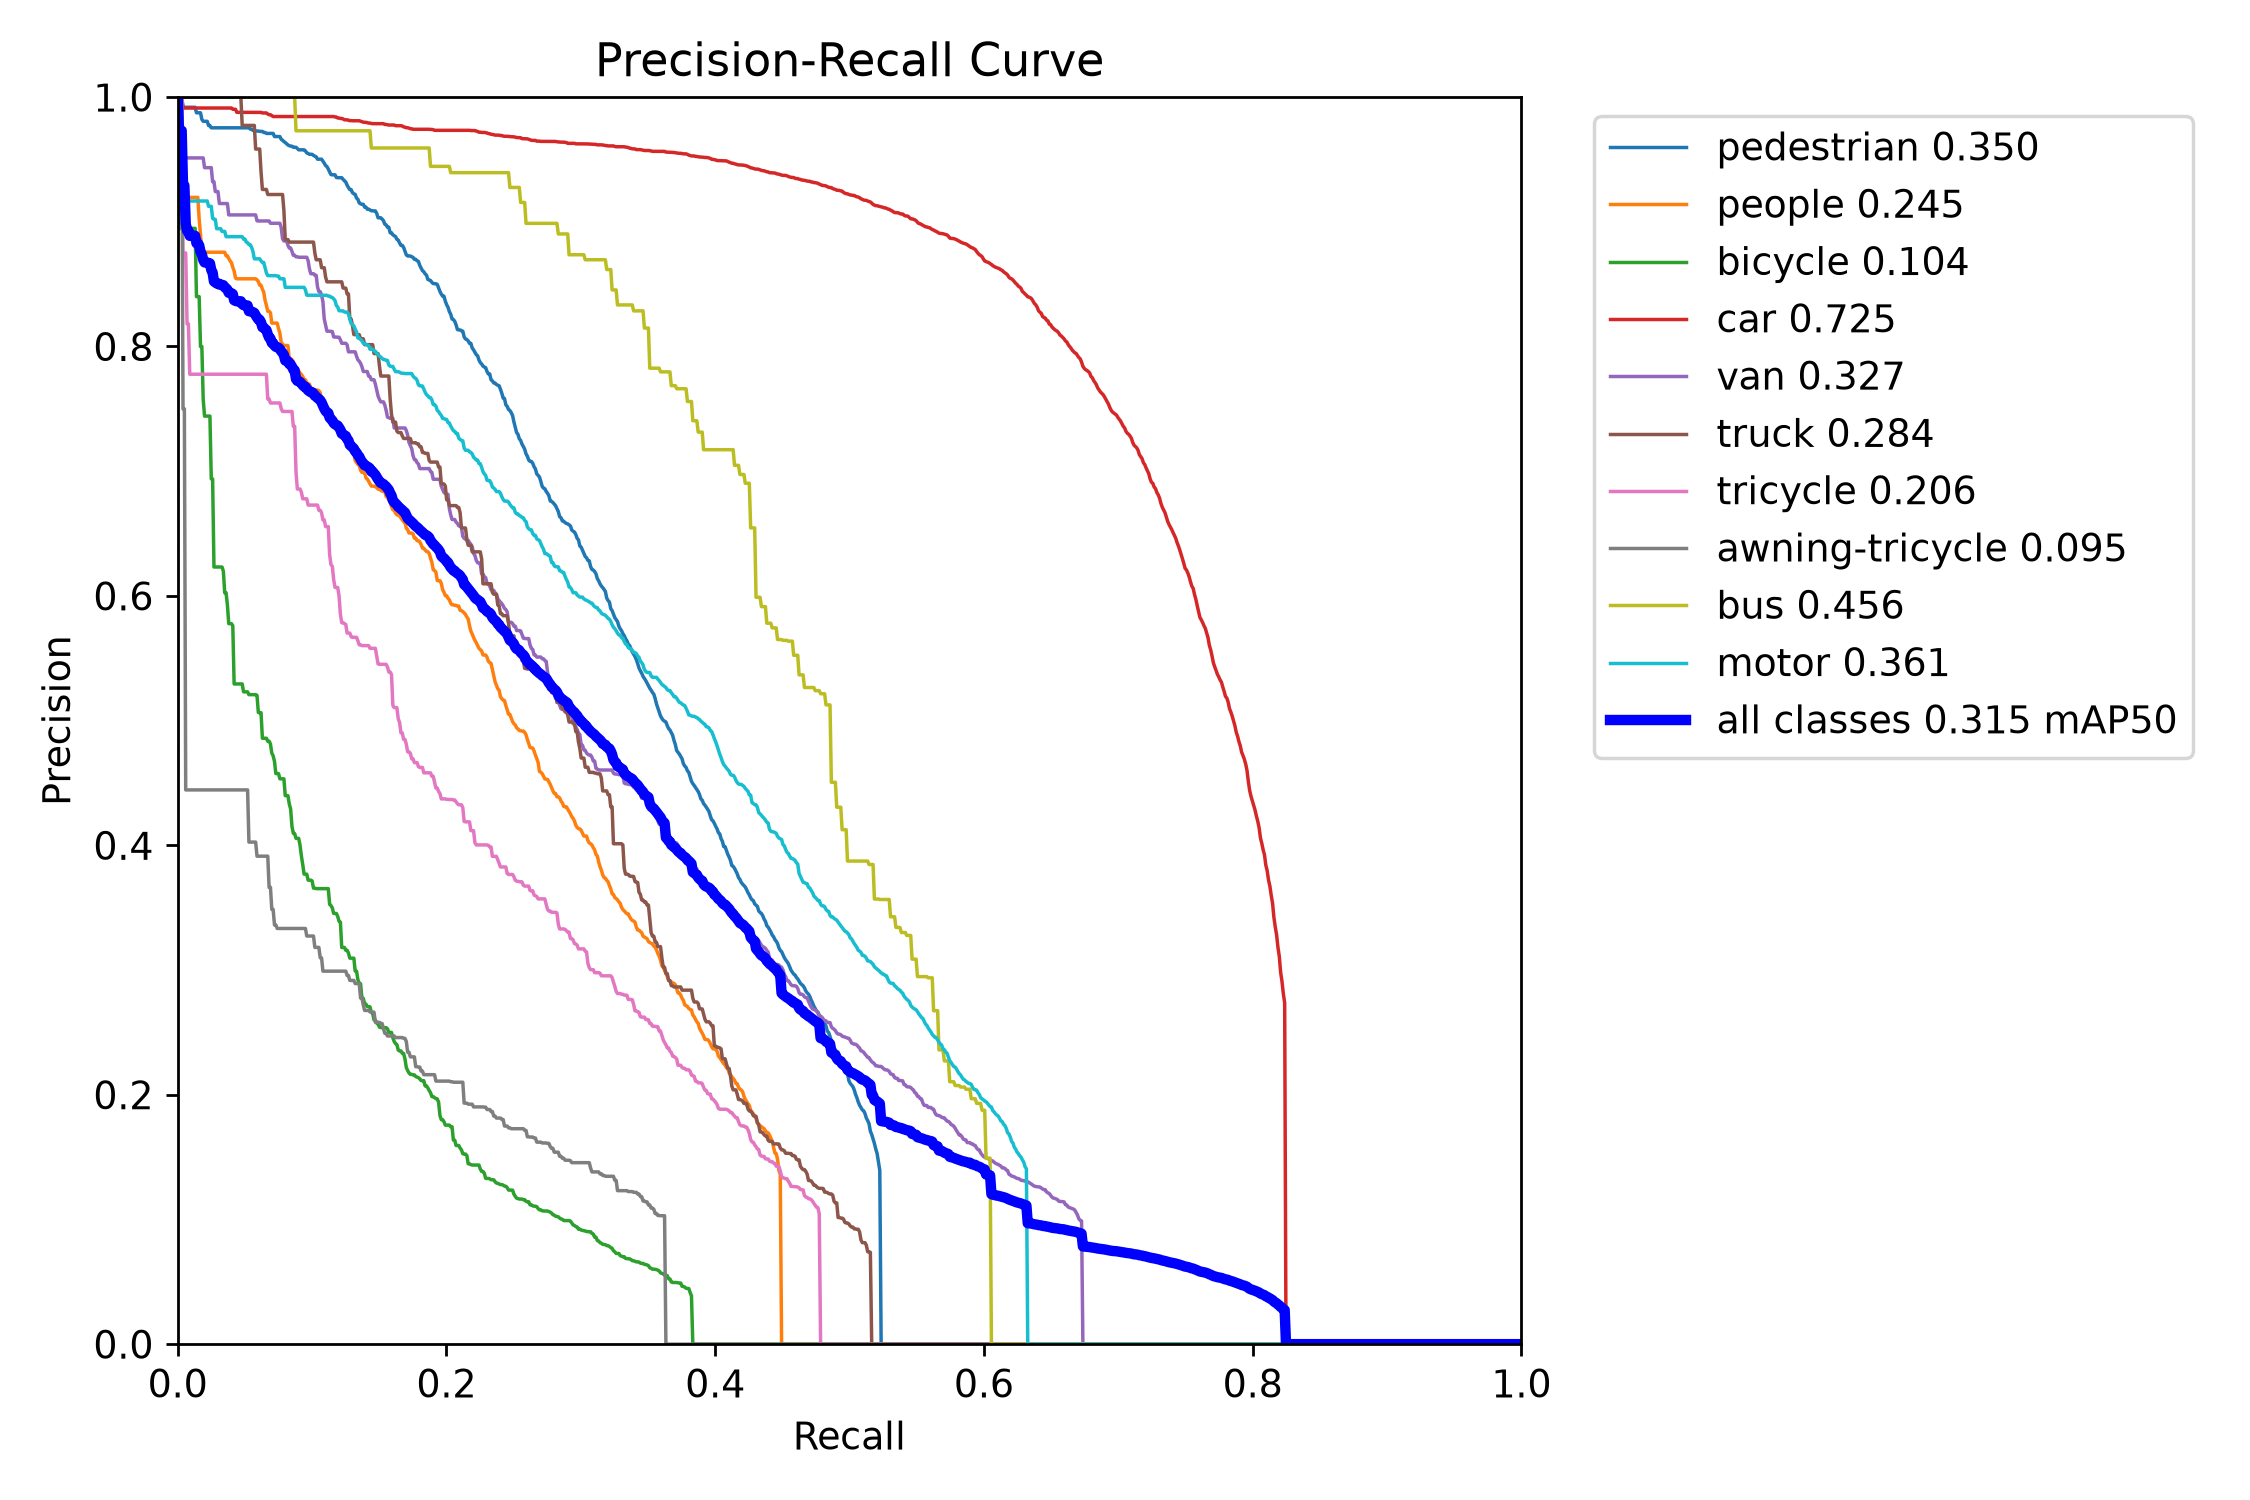 Precision-Recall Curve
1.0
0.8
0.6
0.4
0.2
0.0
Precision
0.0 0.2 0.4 0.6 0.8 1.0
Recall
pedestrian 0.350
people 0.245
bicycle 0.104
car 0.725
van 0.327
truck 0.284
tricycle 0.206
awning-tricycle 0.095
bus 0.456
motor 0.361
all classes 0.315 mAP50